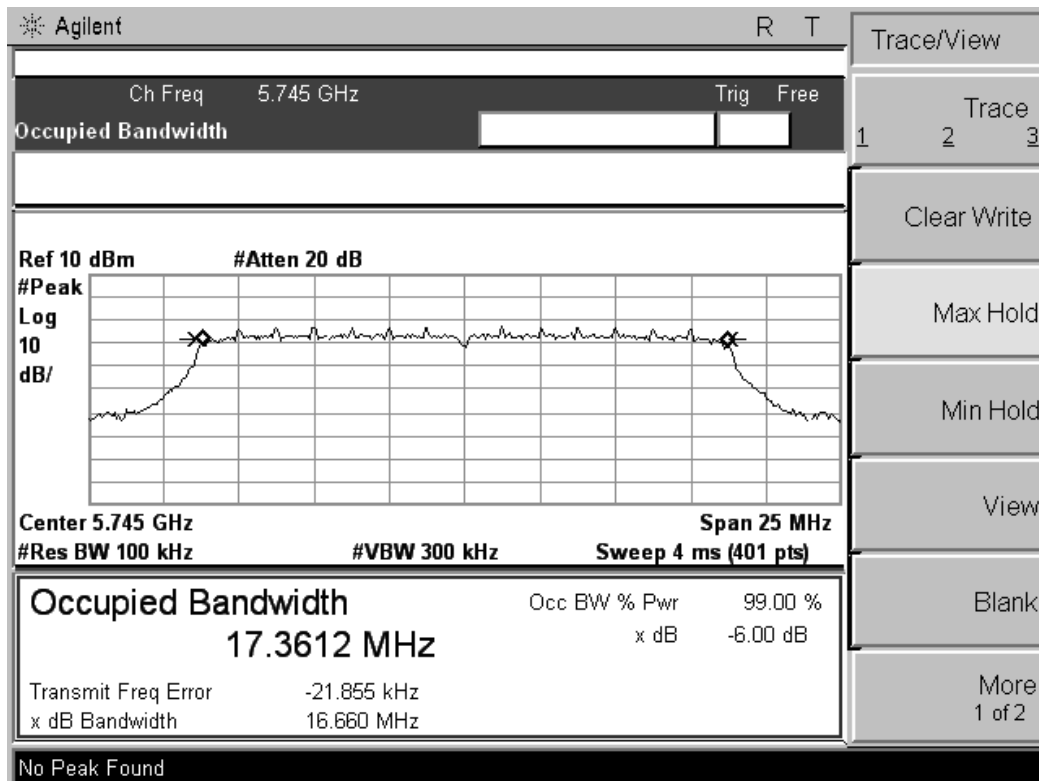 Agilent R T
Ch Freq 5.745 GHz Trig Free
Occupied Bandwidth
Ref 10 dBm #Atten 20 dB
#Peak
Log
10
dB/
Center 5.745 GHz Span 25 MHz
#Res BW 100 kHz #VBW 300 kHz Sweep 4 ms (401 pts)
Occupied Bandwidth
17.3612 MHz
Occ BW % Pwr 99.00 %
x dB -6.00 dB
Transmit Freq Error -21.855 kHz
x dB Bandwidth 16.660 MHz
No Peak Found
Trace/View
Trace
1 2 3
Clear Write
Max Hold
Min Hold
View
Blank
More
1 of 2